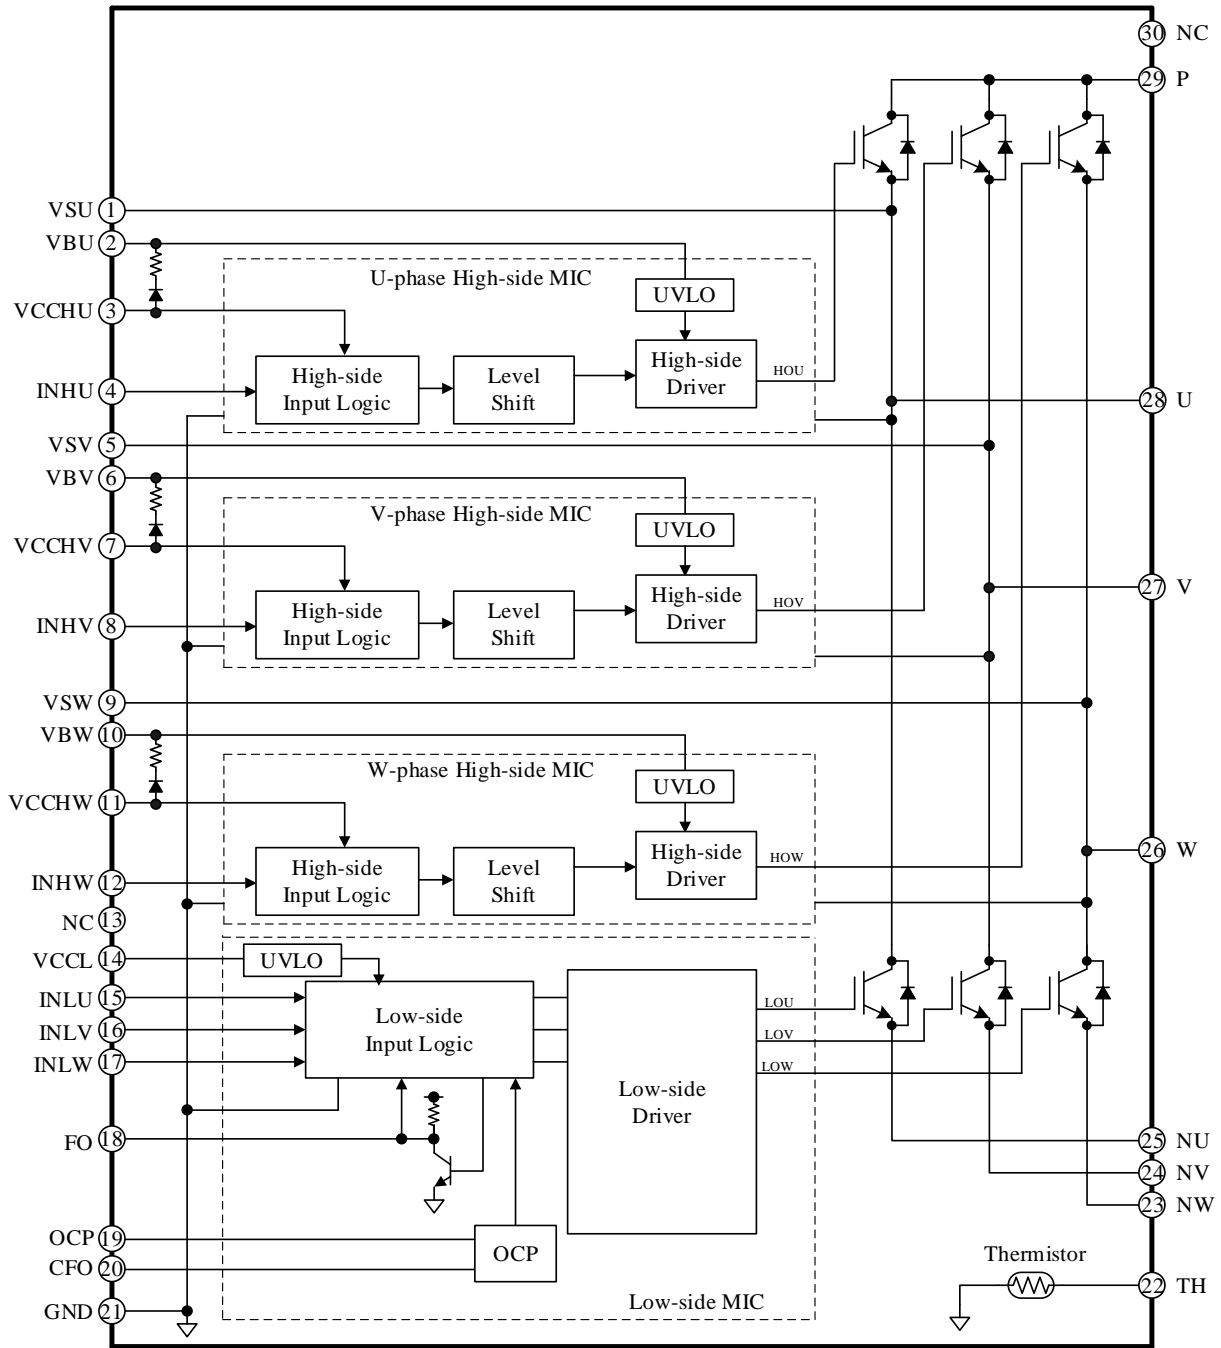 30 NC
29 P
VSU 1
VBU 2
U-phase High-side MIC
UVLO
VCCHU 3
High-side
Input Logic
Level
Shift
High-side
Driver
HOU
INHU 4
28 U
VSV 5
VBV 6
V-phase High-side MIC
UVLO
VCCHV 7
High-side
Input Logic
Level
Shift
High-side
Driver
HOV
27 V
INHV 8
VSW 9
VBW 10
W-phase High-side MIC
UVLO
VCCHW 11
High-side
Input Logic
Level
Shift
High-side
Driver
HOW
26 W
INHW 12
NC 13
VCCL 14
UVLO
INLU 15
INLV 16
INLW 17
Low-side
Input Logic
Low-side
Driver
LOU
LOV
LOW
FO 18
25 NU
24 NV
23 NW
OCP 19
CFO 20
OCP
Thermistor
22 TH
GND 21
Low-side MIC